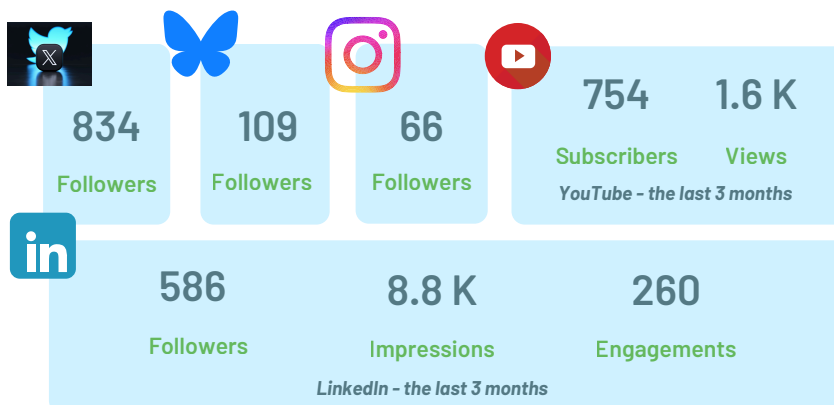 834
Followers
109
Followers
66
Followers
754
Subscribers
1.6 K
Views
YouTube - the last 3 months
in
586
Followers
8.8 K
Impressions
260
Engagements
LinkedIn - the last 3 months